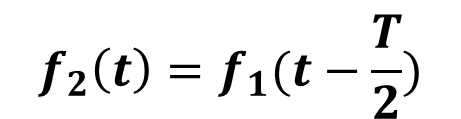 f₂(t) = f₁(t − T/2)